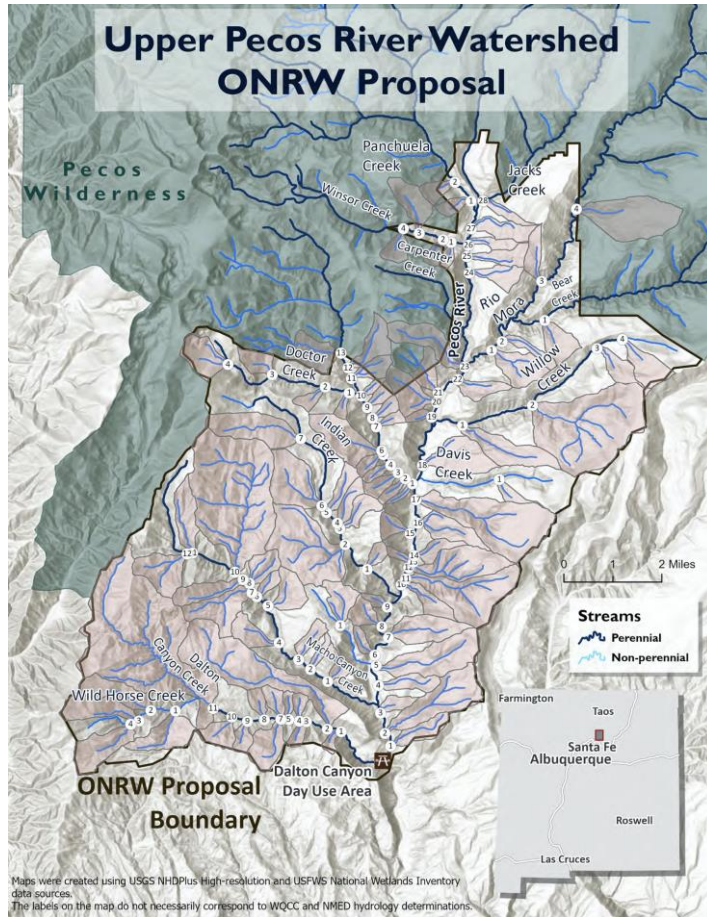 Upper Pecos River Watershed
ONRW Proposal
Pecos
Wilderness
Panchuela
Creek
Jacks
Creek
Winsor Creek
Carpenter
Creek
Pecos River
Rio
Mora
Bear
Creek
Doctor
Creek
Willow
Creek
Indian
Creek
Davis
Creek
0 1 2 Miles
Streams
Perennial
Non-perennial
Macho Canyon
Creek
Dalton
Canyon Creek
Wild Horse Creek
Dalton Canyon
Day Use Area
ONRW Proposal
Boundary
Farmington
Taos
Santa Fe
Albuquerque
Roswell
Las Cruces
Maps were created using USGS NHDPlus High-resolution and USFWS National Wetlands Inventory
data sources.
The labels on the map do not necessarily correspond to WQCC and NMED hydrology determinations.